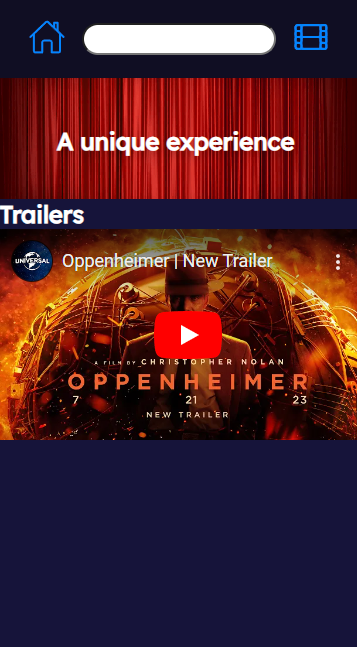 A unique experience
Trailers
UNIVERSAL
Oppenheimer | New Trailer
A FILM BY CHRISTOPHER NOLAN
OPPENHEIMER
7 21 23
NEW TRAILER